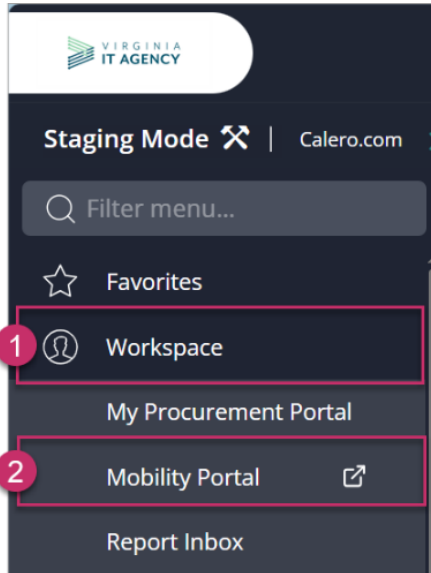 VIRGINIA
IT AGENCY
Staging Mode | Calero.com
Filter menu...
Favorites
1 Workspace
My Procurement Portal
2 Mobility Portal
Report Inbox